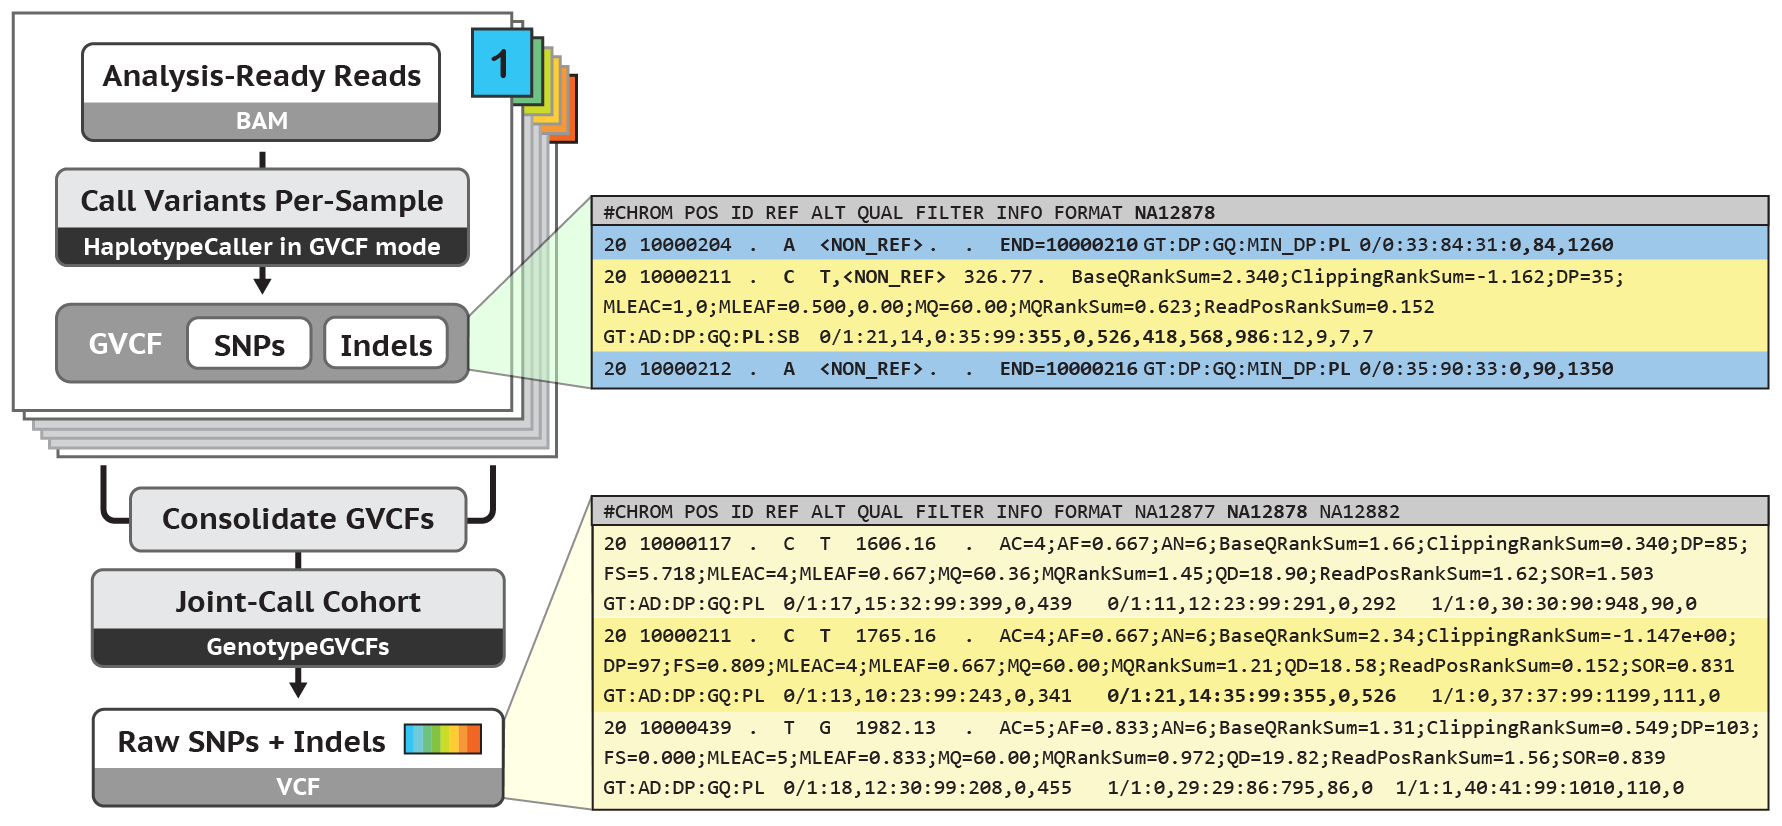 1
Analysis-Ready Reads
BAM
Call Variants Per-Sample
HaplotypeCaller in GVCF mode
GVCF SNPs Indels
#CHROM POS ID REF ALT QUAL FILTER INFO FORMAT NA12878
20 10000204 . A <NON_REF> . . END=10000210 GT:DP:GQ:MIN_DP:PL 0/0:33:84:31:0,84,1260
20 10000211 . C T,<NON_REF> 326.77 . BaseQRankSum=2.340;ClippingRankSum=-1.162;DP=35;
MLEAC=1,0;MLEAF=0.500,0.00;MQ=60.00;MQRankSum=0.623;ReadPosRankSum=0.152
GT:AD:DP:GQ:PL:SB 0/1:21,14,0:35:99:355,0,526,418,568,986:12,9,7,7
20 10000212 . A <NON_REF> . . END=10000216 GT:DP:GQ:MIN_DP:PL 0/0:35:90:33:0,90,1350
Consolidate GVCFs
Joint-Call Cohort
GenotypeGVCFs
Raw SNPs + Indels
VCF
#CHROM POS ID REF ALT QUAL FILTER INFO FORMAT NA12877 NA12878 NA12882
20 10000117 . C T 1606.16 . AC=4;AF=0.667;AN=6;BaseQRankSum=1.66;ClippingRankSum=0.340;DP=85;
FS=5.718;MLEAC=4;MLEAF=0.667;MQ=60.36;MQRankSum=1.45;QD=18.90;ReadPosRankSum=1.62;SOR=1.503
GT:AD:DP:GQ:PL 0/1:17,15:32:99:399,0,439 0/1:11,12:23:99:291,0,292 1/1:0,30:30:90:948,90,0
20 10000211 . C T 1765.16 . AC=4;AF=0.667;AN=6;BaseQRankSum=2.34;ClippingRankSum=-1.147e+00;
DP=97;FS=0.809;MLEAC=4;MLEAF=0.667;MQ=60.00;MQRankSum=1.21;QD=18.58;ReadPosRankSum=0.152;SOR=0.831
GT:AD:DP:GQ:PL 0/1:13,10:23:99:243,0,341 0/1:21,14:35:99:355,0,526 1/1:0,37:37:99:1199,111,0
20 10000439 . T G 1982.13 . AC=5;AF=0.833;AN=6;BaseQRankSum=1.31;ClippingRankSum=0.549;DP=103;
FS=0.000;MLEAC=5;MLEAF=0.833;MQ=60.00;MQRankSum=0.972;QD=19.82;ReadPosRankSum=1.56;SOR=0.839
GT:AD:DP:GQ:PL 0/1:18,12:30:99:208,0,455 1/1:0,29:29:86:795,86,0 1/1:1,40:41:99:1010,110,0